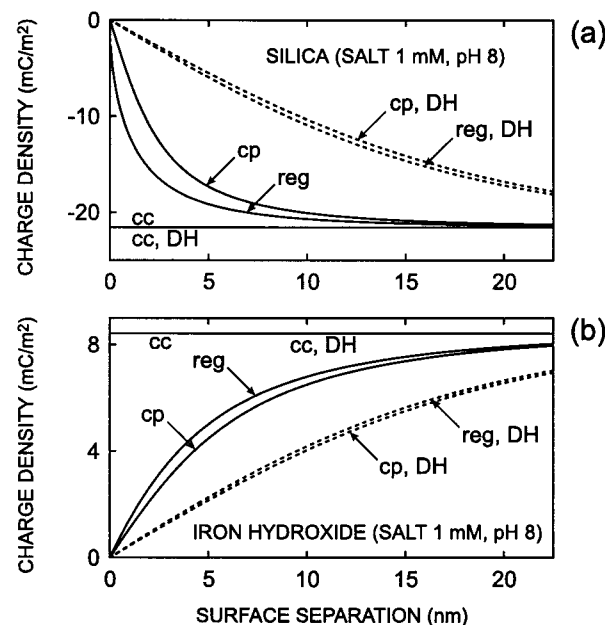 (a)
SILICA (SALT 1 mM, pH 8)
CHARGE DENSITY (mC/m²)
0
-10
-20
cp, DH
reg, DH
cp
reg
cc
cc, DH
0 5 10 15 20
(b)
CHARGE DENSITY (mC/m²)
8
4
0
cc
cc, DH
reg
cp
reg, DH
cp, DH
IRON HYDROXIDE (SALT 1 mM, pH 8)
0 5 10 15 20
SURFACE SEPARATION (nm)